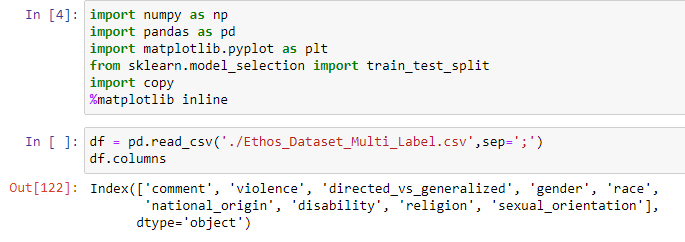 In [4]: import numpy as np
import pandas as pd
import matplotlib.pyplot as plt
from sklearn.model_selection import train_test_split
import copy
%matplotlib inline
In [ ]: df = pd.read_csv('./Ethos_Dataset_Multi_Label.csv',sep=';')
df.columns
Out[122]: Index(['comment', 'violence', 'directed_vs_generalized', 'gender', 'race',
'national_origin', 'disability', 'religion', 'sexual_orientation'],
dtype='object')